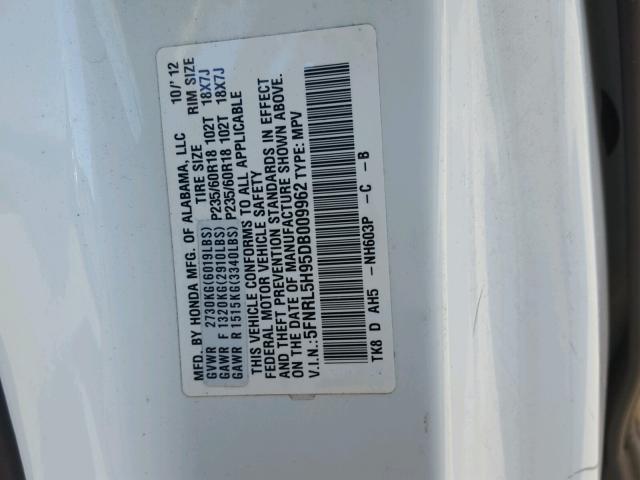 MFD. BY HONDA MFG. OF ALABAMA, LLC 10/'12
TIRE SIZE RIM SIZE
GVWR 2730KG(6019LBS)
GAWR F 1320KG(2910LBS) P235/60R18 102T 18X7J
GAWR R 1515KG(3340LBS) P235/60R18 102T 18X7J
THIS VEHICLE CONFORMS TO ALL APPLICABLE
FEDERAL MOTOR VEHICLE SAFETY
AND THEFT PREVENTION STANDARDS IN EFFECT
ON THE DATE OF MANUFACTURE SHOWN ABOVE.
V.I.N.:5FNRL5H95DB009962 TYPE: MPV
TK8 D AH5 -NH603P -C -B